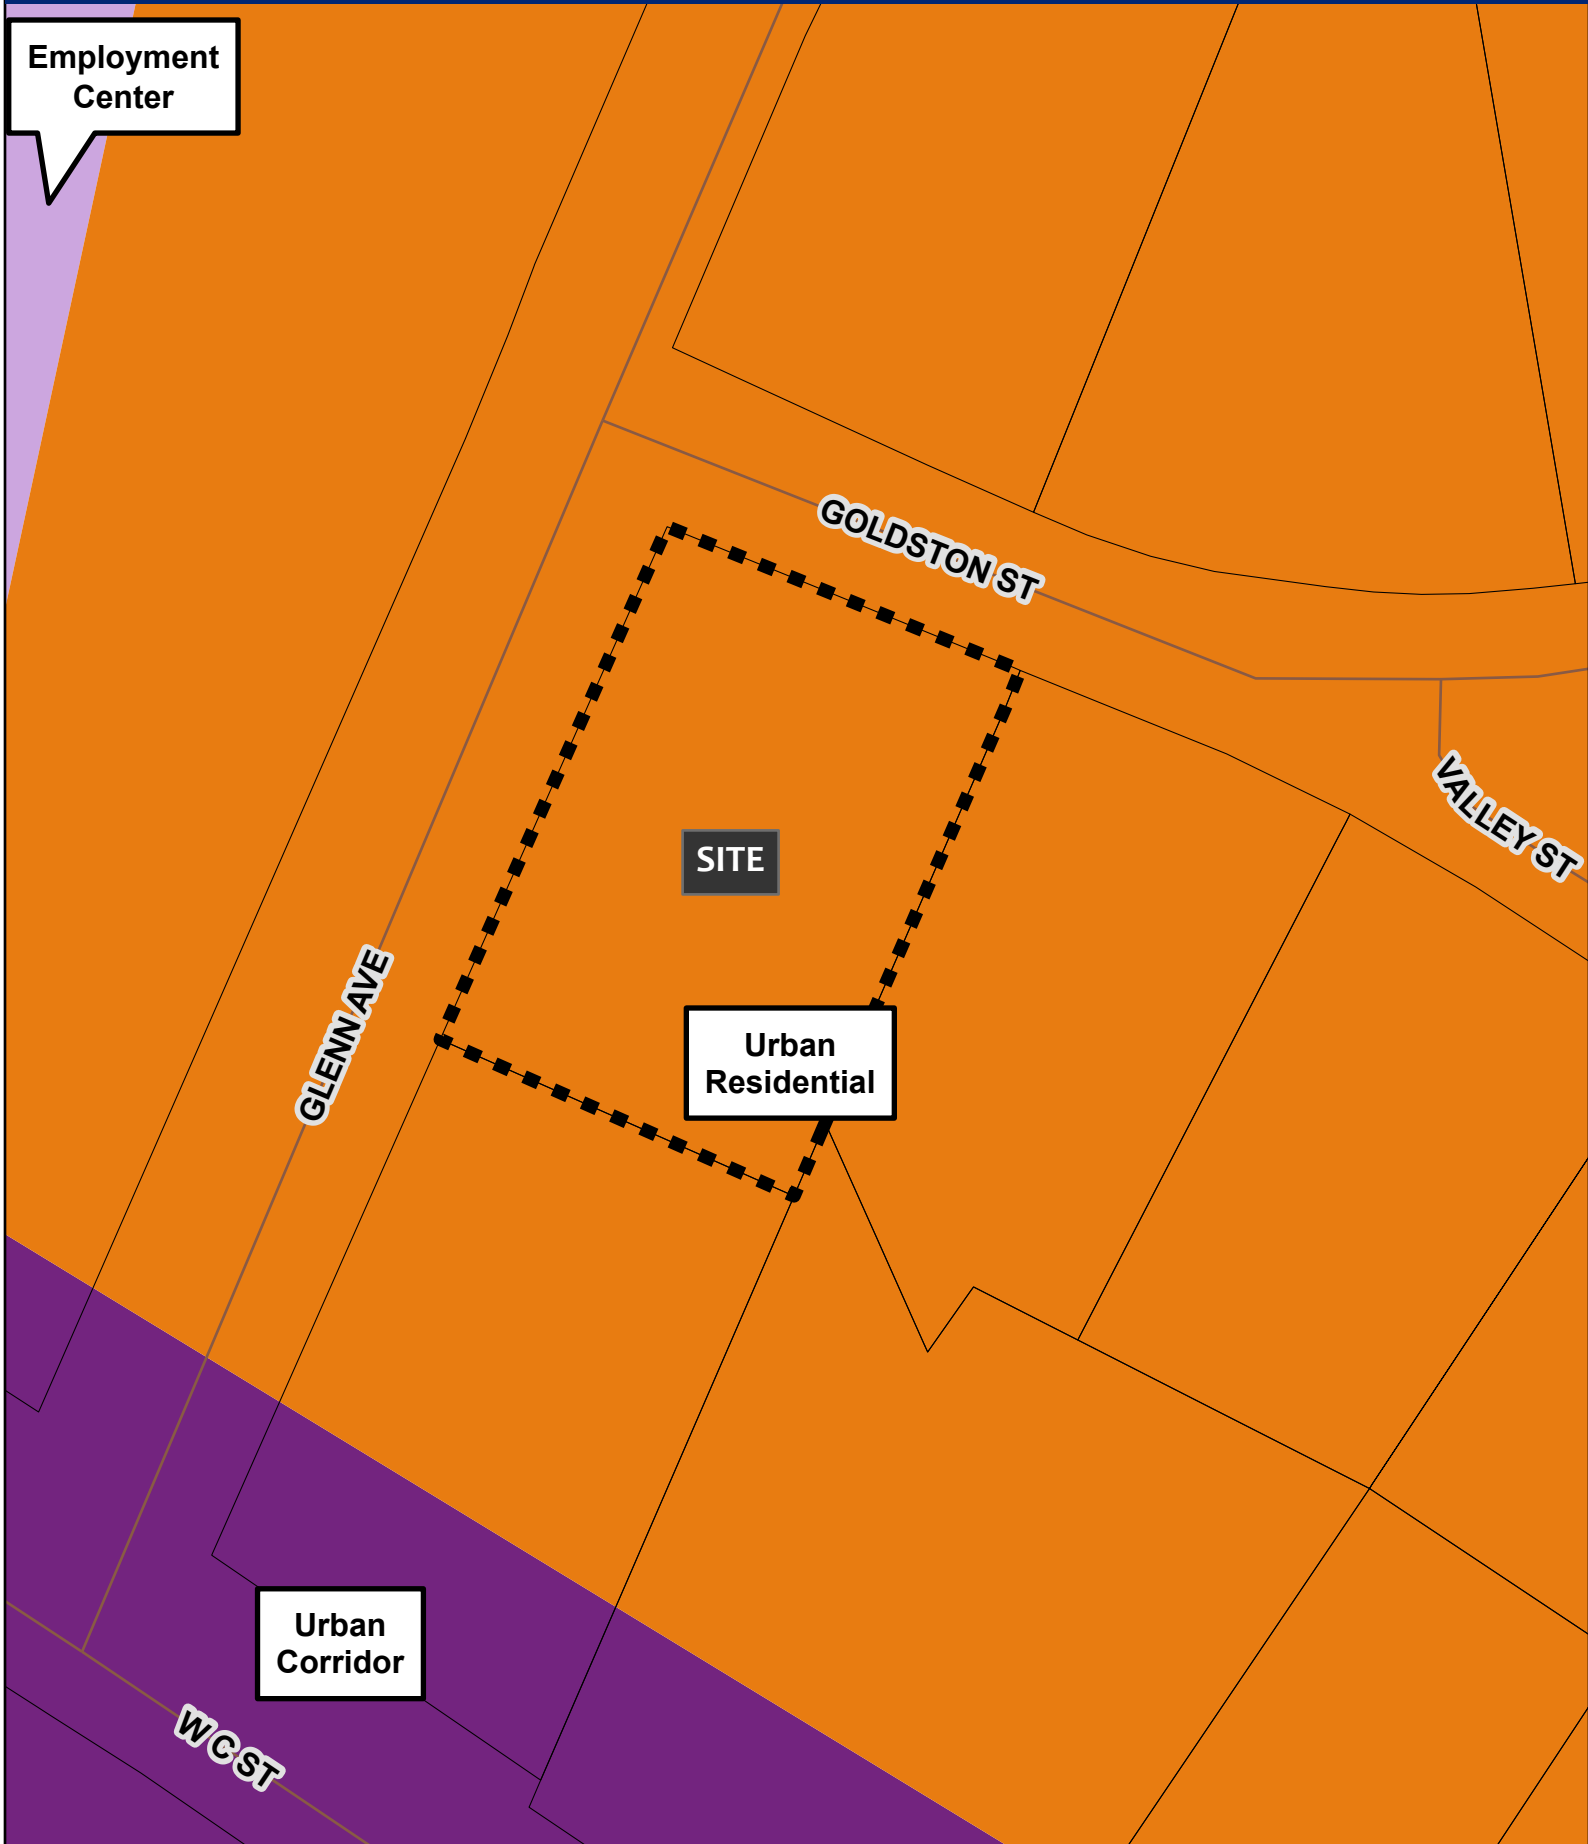 Employment
Center
GOLDSTON ST
VALLEY ST
SITE
GLENN AVE
Urban
Residential
Urban
Corridor
W C ST